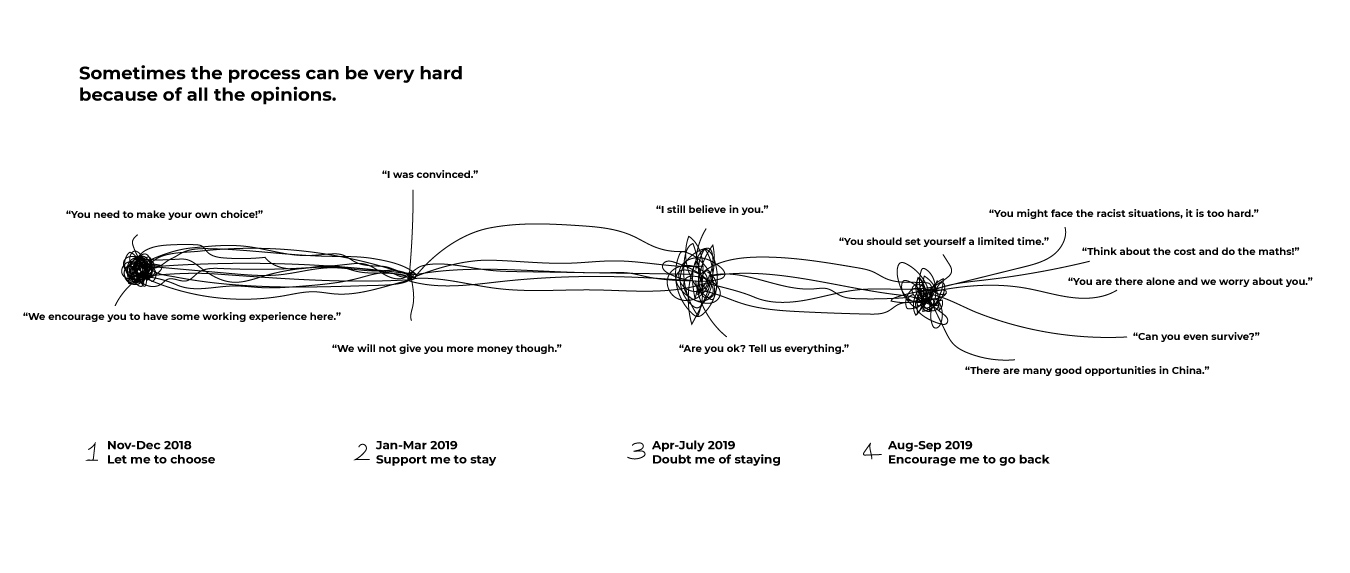 Sometimes the process can be very hard
because of all the opinions.
“I was convinced.”
“You need to make your own choice!”
“I still believe in you.”
“You might face the racist situations, it is too hard.”
“You should set yourself a limited time.”
“Think about the cost and do the maths!”
“You are there alone and we worry about you.”
“We encourage you to have some working experience here.”
“We will not give you more money though.”
“Are you ok? Tell us everything.”
“Can you even survive?”
“There are many good opportunities in China.”
1 Nov-Dec 2018
Let me to choose
2 Jan-Mar 2019
Support me to stay
3 Apr-July 2019
Doubt me of staying
4 Aug-Sep 2019
Encourage me to go back